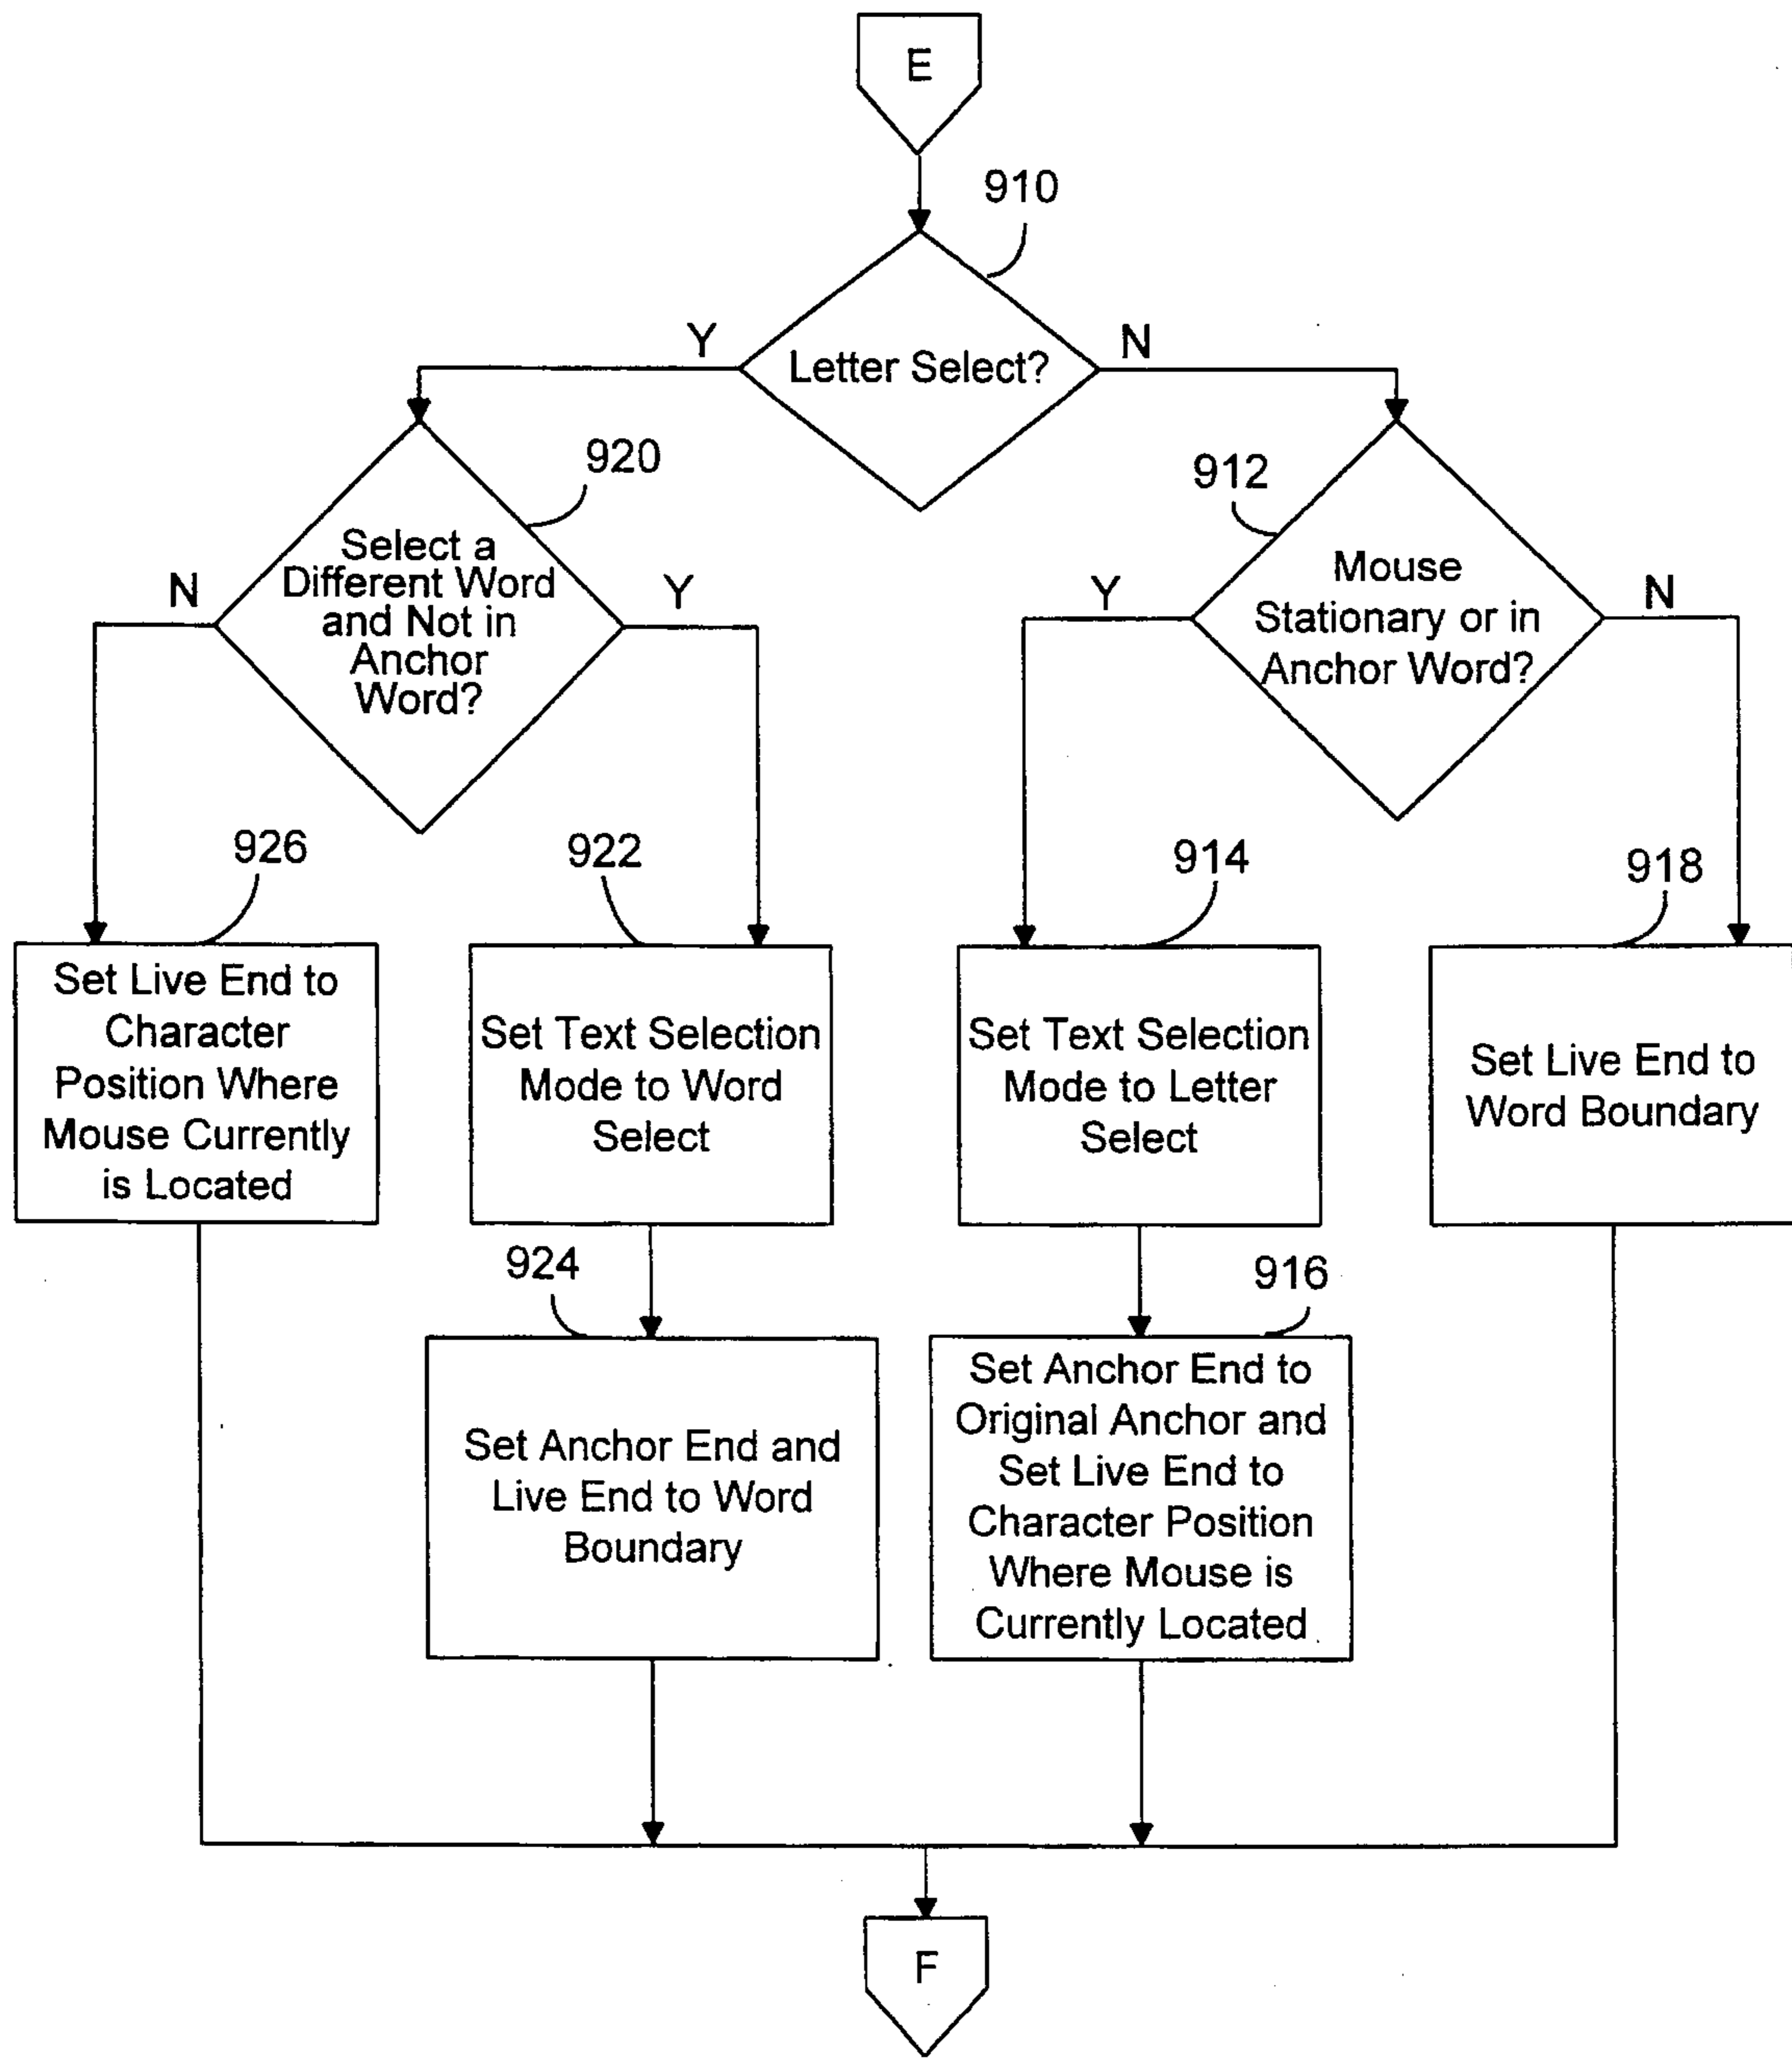 E
910
Y
N
Letter Select?
920
912
Select a
Different Word
and Not in
Anchor
Word?
N
Y
Mouse
Stationary or in
Anchor Word?
Y
N
926
922
914
918
Set Live End to
Character
Position Where
Mouse Currently
is Located
Set Text Selection
Mode to Word
Select
Set Text Selection
Mode to Letter
Select
Set Live End to
Word Boundary
924
916
Set Anchor End and
Live End to Word
Boundary
Set Anchor End to
Original Anchor and
Set Live End to
Character Position
Where Mouse is
Currently Located
F